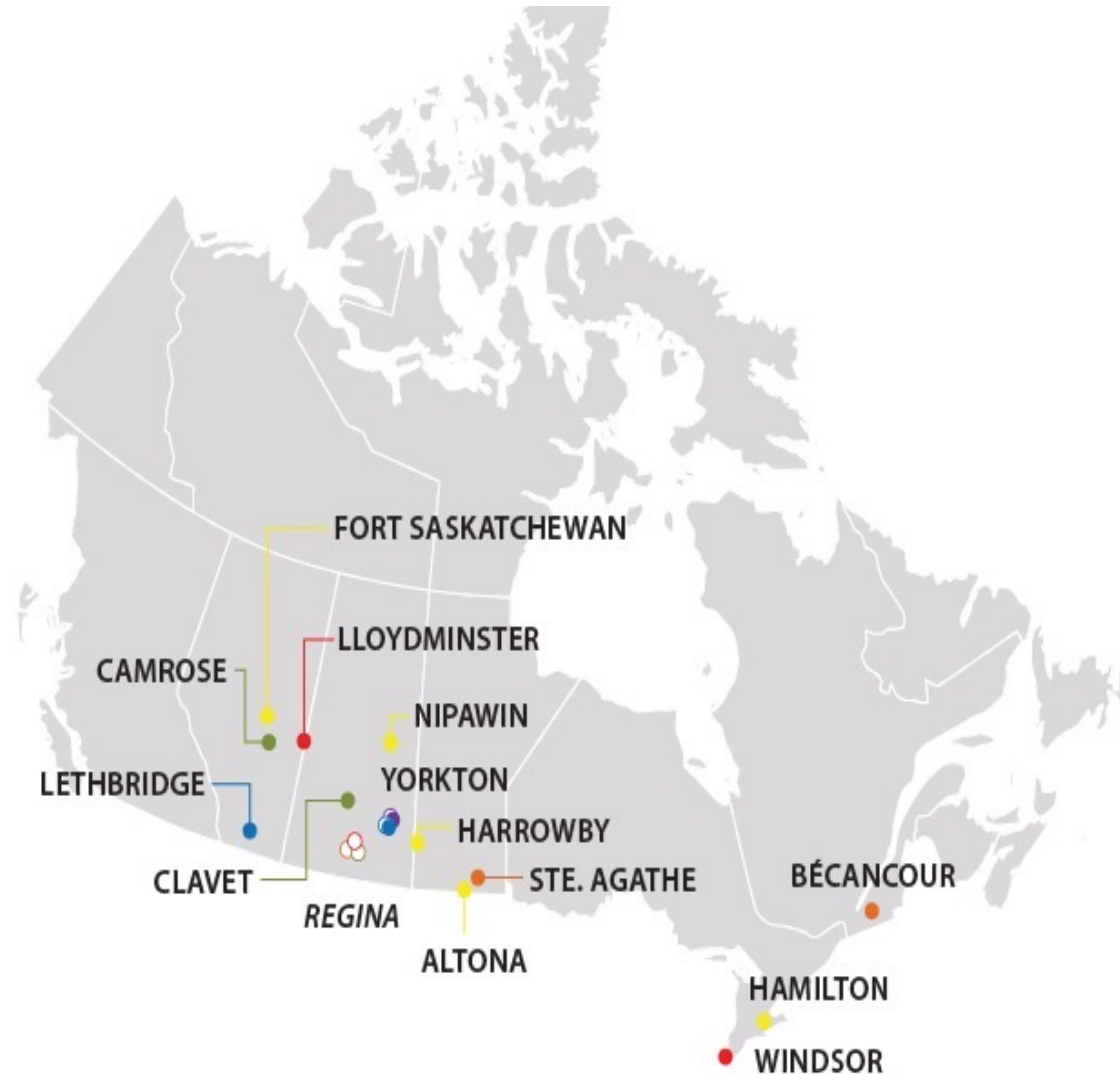 FORT SASKATCHEWAN
LLOYDMINSTER
CAMROSE
NIPAWIN
LETHBRIDGE
YORKTON
HARROWBY
CLAVET
STE. AGATHE
BÉCANCOUR
REGINA
ALTONA
HAMILTON
WINDSOR